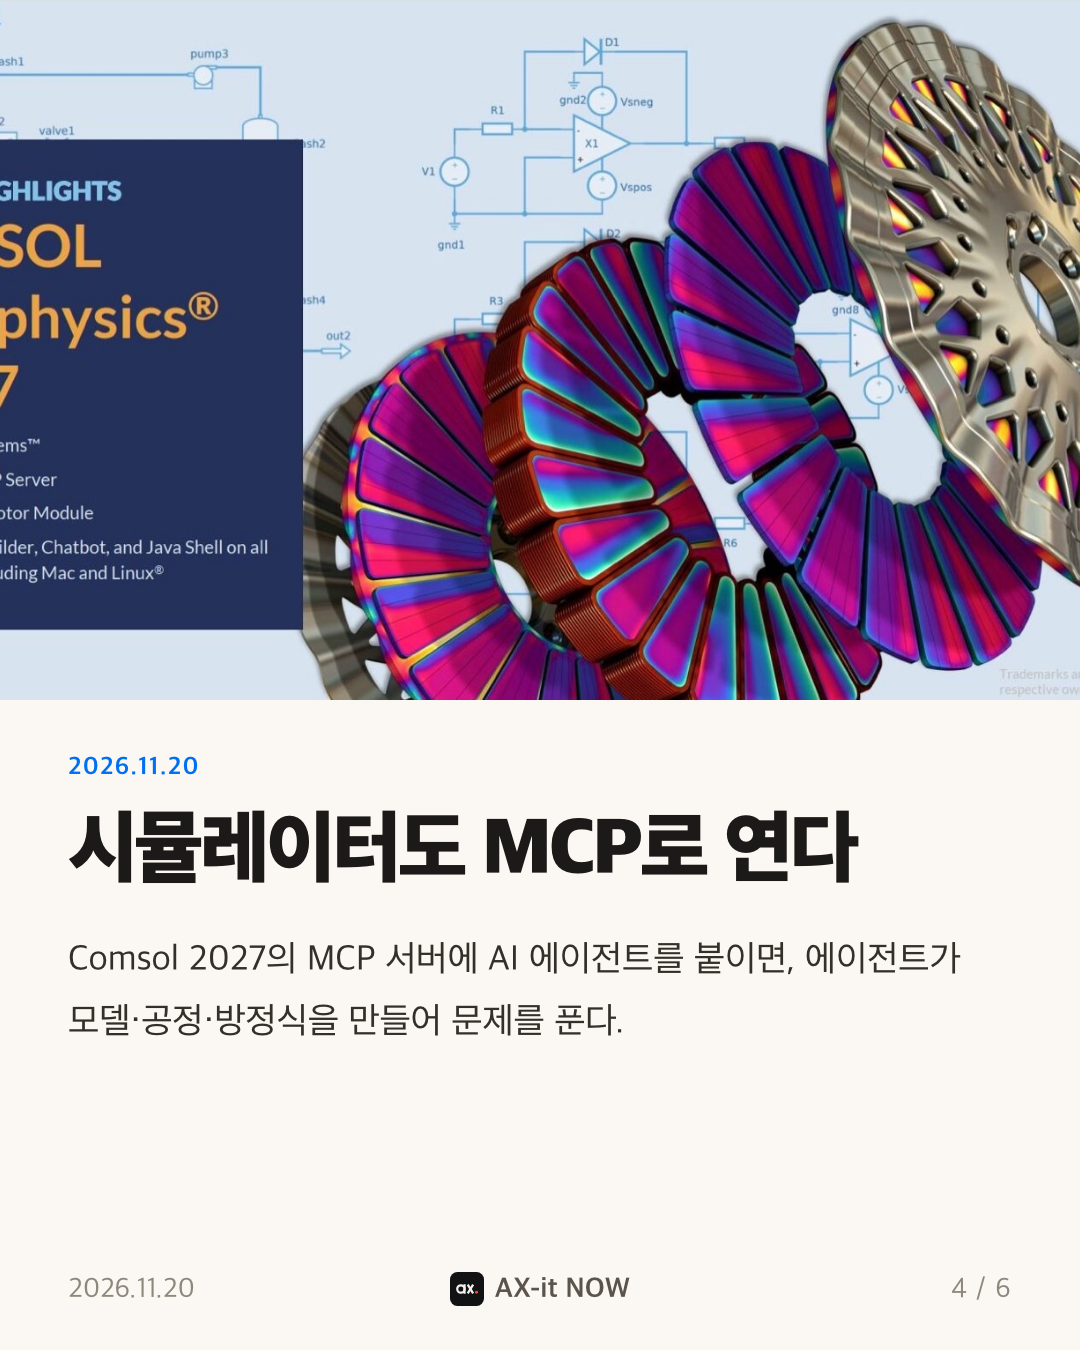 pump3
ash1
D1
gnd2
Vsneg
R1
2
valve1
ash2
X1
V1
GHLIGHTS
Vspos
SOL
D2
gnd1
physics®
ash4
R3
gnd8
out2
7
ems™
P Server
otor Module
R6
ilder, Chatbot, and Java Shell on all
uding Mac and Linux®
Trademarks a
respective ow
2026.11.20
시뮬레이터도 MCP로 연다
Comsol 2027의 MCP 서버에 AI 에이전트를 붙이면, 에이전트가
모델·공정·방정식을 만들어 문제를 푼다.
2026.11.20
ax.
AX-it NOW
4 / 6